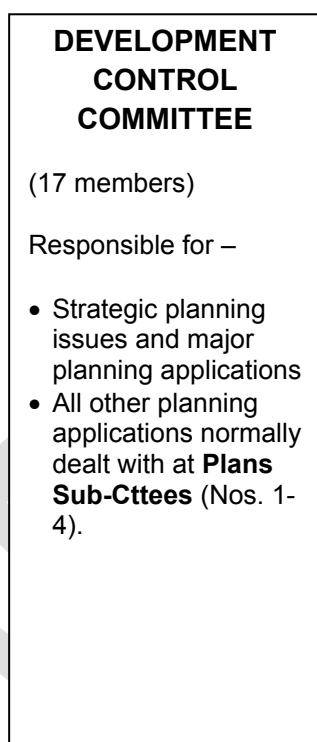 DEVELOPMENT
CONTROL
COMMITTEE
(17 members)
Responsible for –
• Strategic planning
issues and major
planning applications
• All other planning
applications normally
dealt with at Plans
Sub-Cttees (Nos. 1-
4).